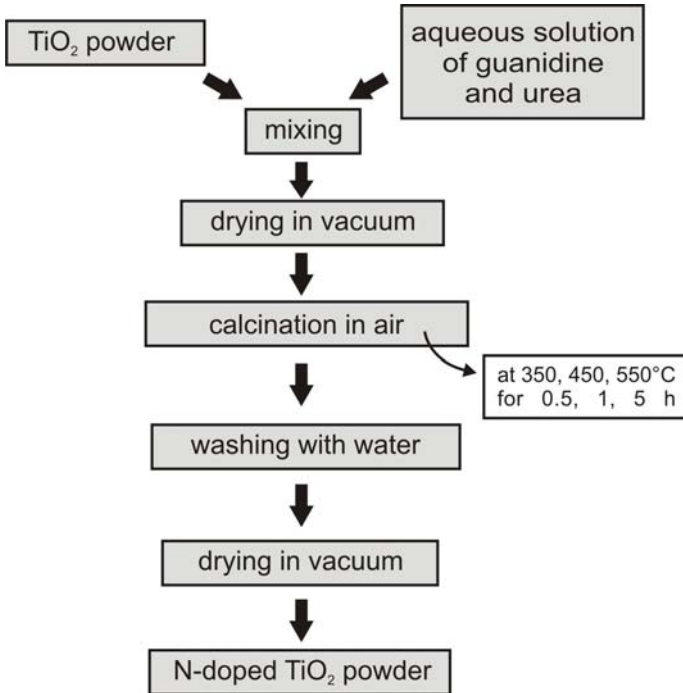 TiO₂ powder
aqueous solution
of guanidine
and urea
mixing
drying in vacuum
calcination in air
at 350, 450, 550°C
for 0.5, 1, 5 h
washing with water
drying in vacuum
N-doped TiO₂ powder